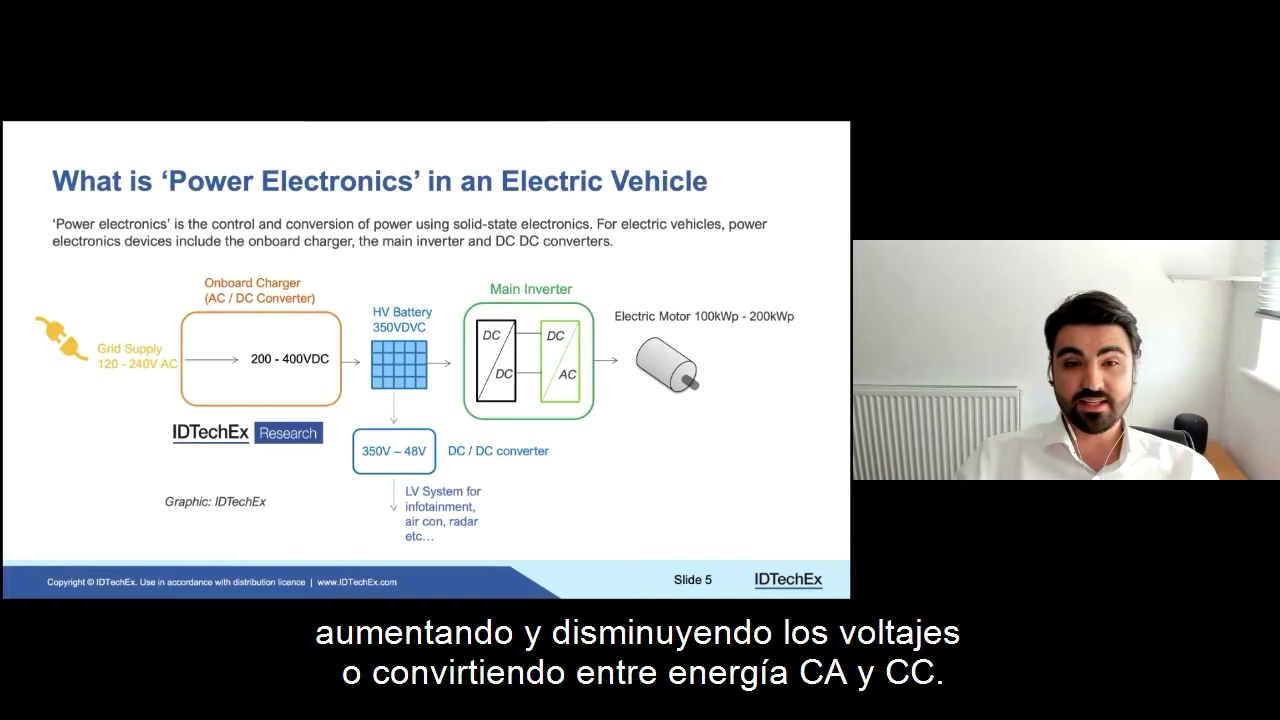 What is ‘Power Electronics’ in an Electric Vehicle
‘Power electronics’ is the control and conversion of power using solid-state electronics. For electric vehicles, power
electronics devices include the onboard charger, the main inverter and DC DC converters.
Onboard Charger
(AC / DC Converter)
Grid Supply
120 - 240V AC
200 - 400VDC
HV Battery
350VDVC
Main Inverter
DC
DC
DC
AC
Electric Motor 100kWp - 200kWp
IDTechEx Research
350V – 48V
DC / DC converter
LV System for
infotainment,
air con, radar
etc…
Graphic: IDTechEx
Copyright © IDTechEx. Use in accordance with distribution licence | www.IDTechEx.com
Slide 5
IDTechEx
aumentando y disminuyendo los voltajes
o convirtiendo entre energía CA y CC.